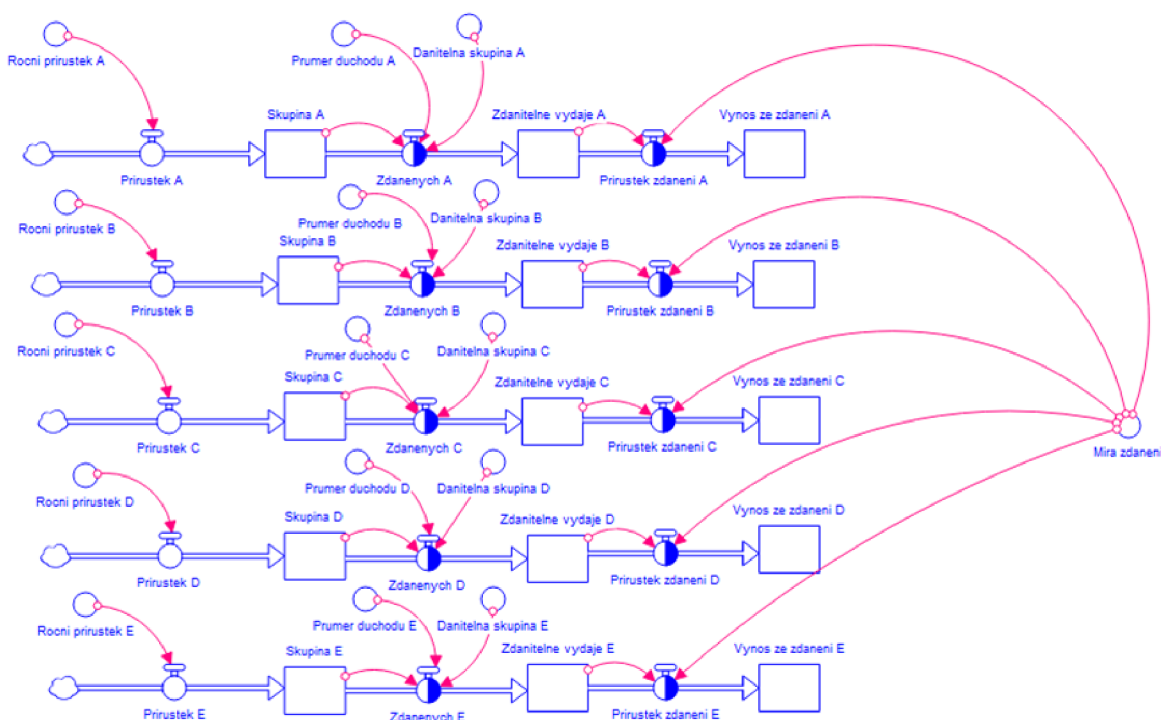 Rocni prirustek A
Prumer duchodu A
Danitelna skupina A
Skupina A
Zdanitelne vydaje A
Vynos ze zdaneni A
Prirustek A
Zdanenych A
Prirustek zdaneni A
Rocni prirustek B
Prumer duchodu B
Danitelna skupina B
Skupina B
Zdanitelne vydaje B
Vynos ze zdaneni B
Prirustek B
Zdanenych B
Prirustek zdaneni B
Rocni prirustek C
Prumer duchodu C
Danitelna skupina C
Skupina C
Zdanitelne vydaje C
Vynos ze zdaneni C
Prirustek C
Zdanenych C
Prirustek zdaneni C
Mira zdaneni
Rocni prirustek D
Prumer duchodu D
Danitelna skupina D
Skupina D
Zdanitelne vydaje D
Vynos ze zdaneni D
Prirustek D
Zdanenych D
Prirustek zdaneni D
Rocni prirustek E
Prumer duchodu E
Danitelna skupina E
Skupina E
Zdanitelne vydaje E
Vynos ze zdaneni E
Prirustek E
Zdanenych E
Prirustek zdaneni E